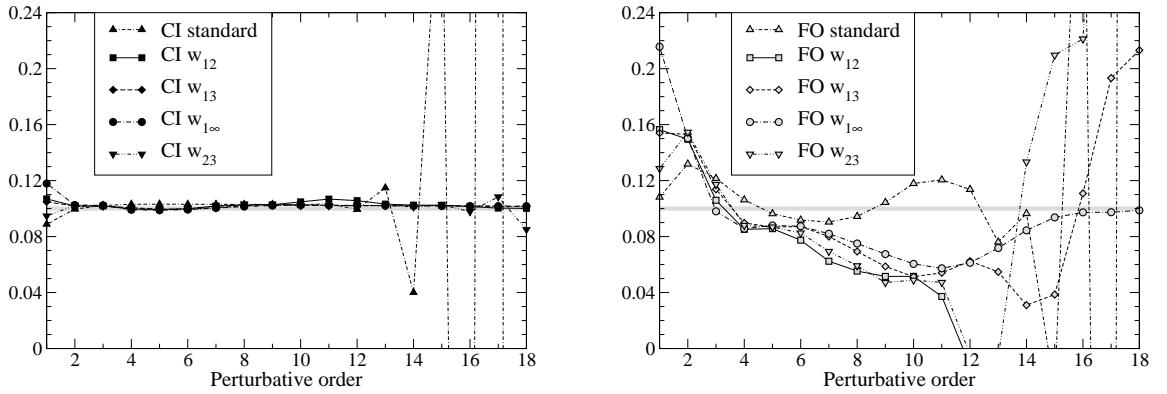 0.24
0.2
0.16
0.12
0.08
0.04
0
2 4 6 8 10 12 14 16 18
Perturbative order
CI standard
CI w12
CI w13
CI w1∞
CI w23
0.24
0.2
0.16
0.12
0.08
0.04
0
2 4 6 8 10 12 14 16 18
Perturbative order
FO standard
FO w12
FO w13
FO w1∞
FO w23